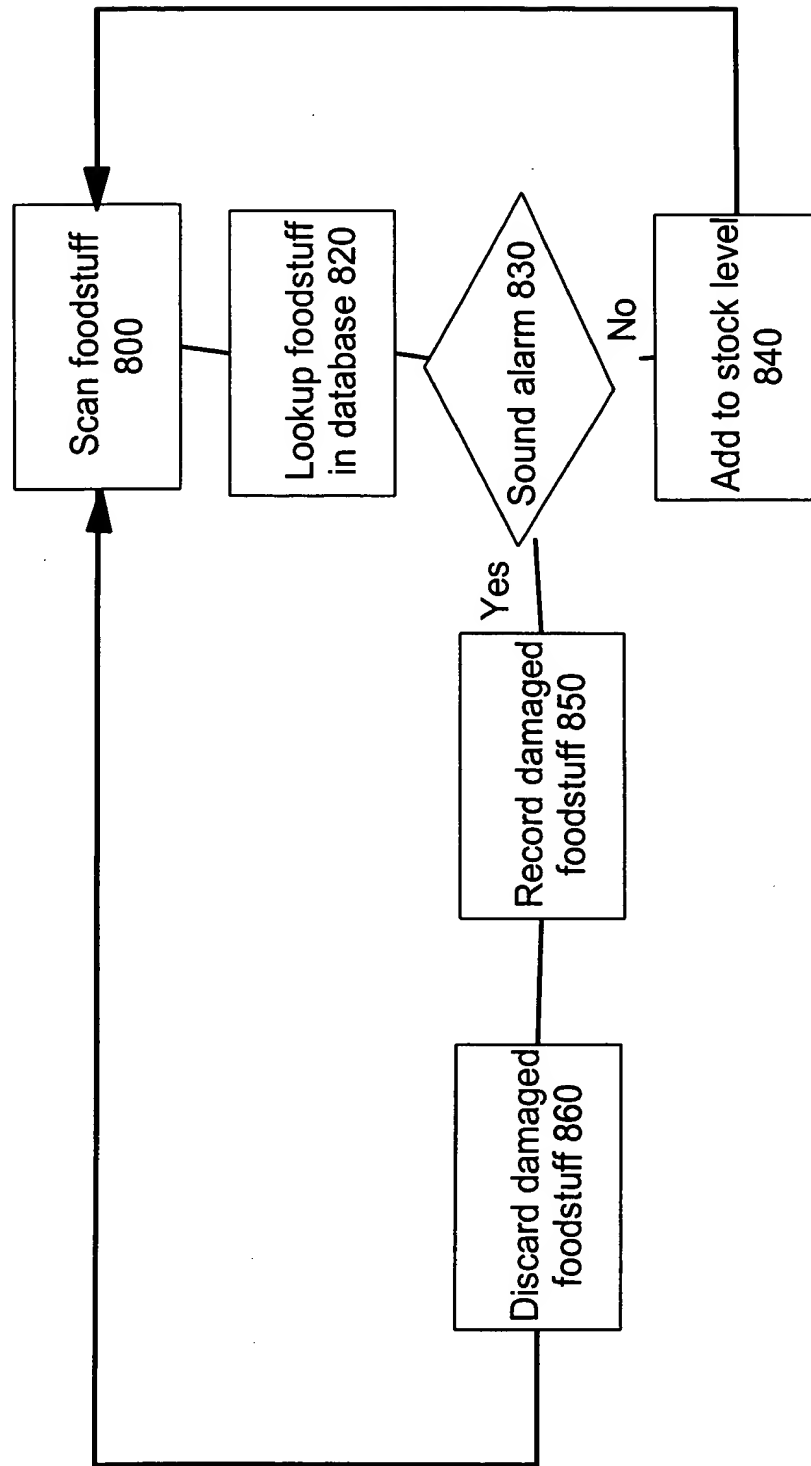 Scan foodstuff
800
Lookup foodstuff
in database 820
Sound alarm 830
Yes
No
Record damaged
foodstuff 850
Discard damaged
foodstuff 860
Add to stock level
840